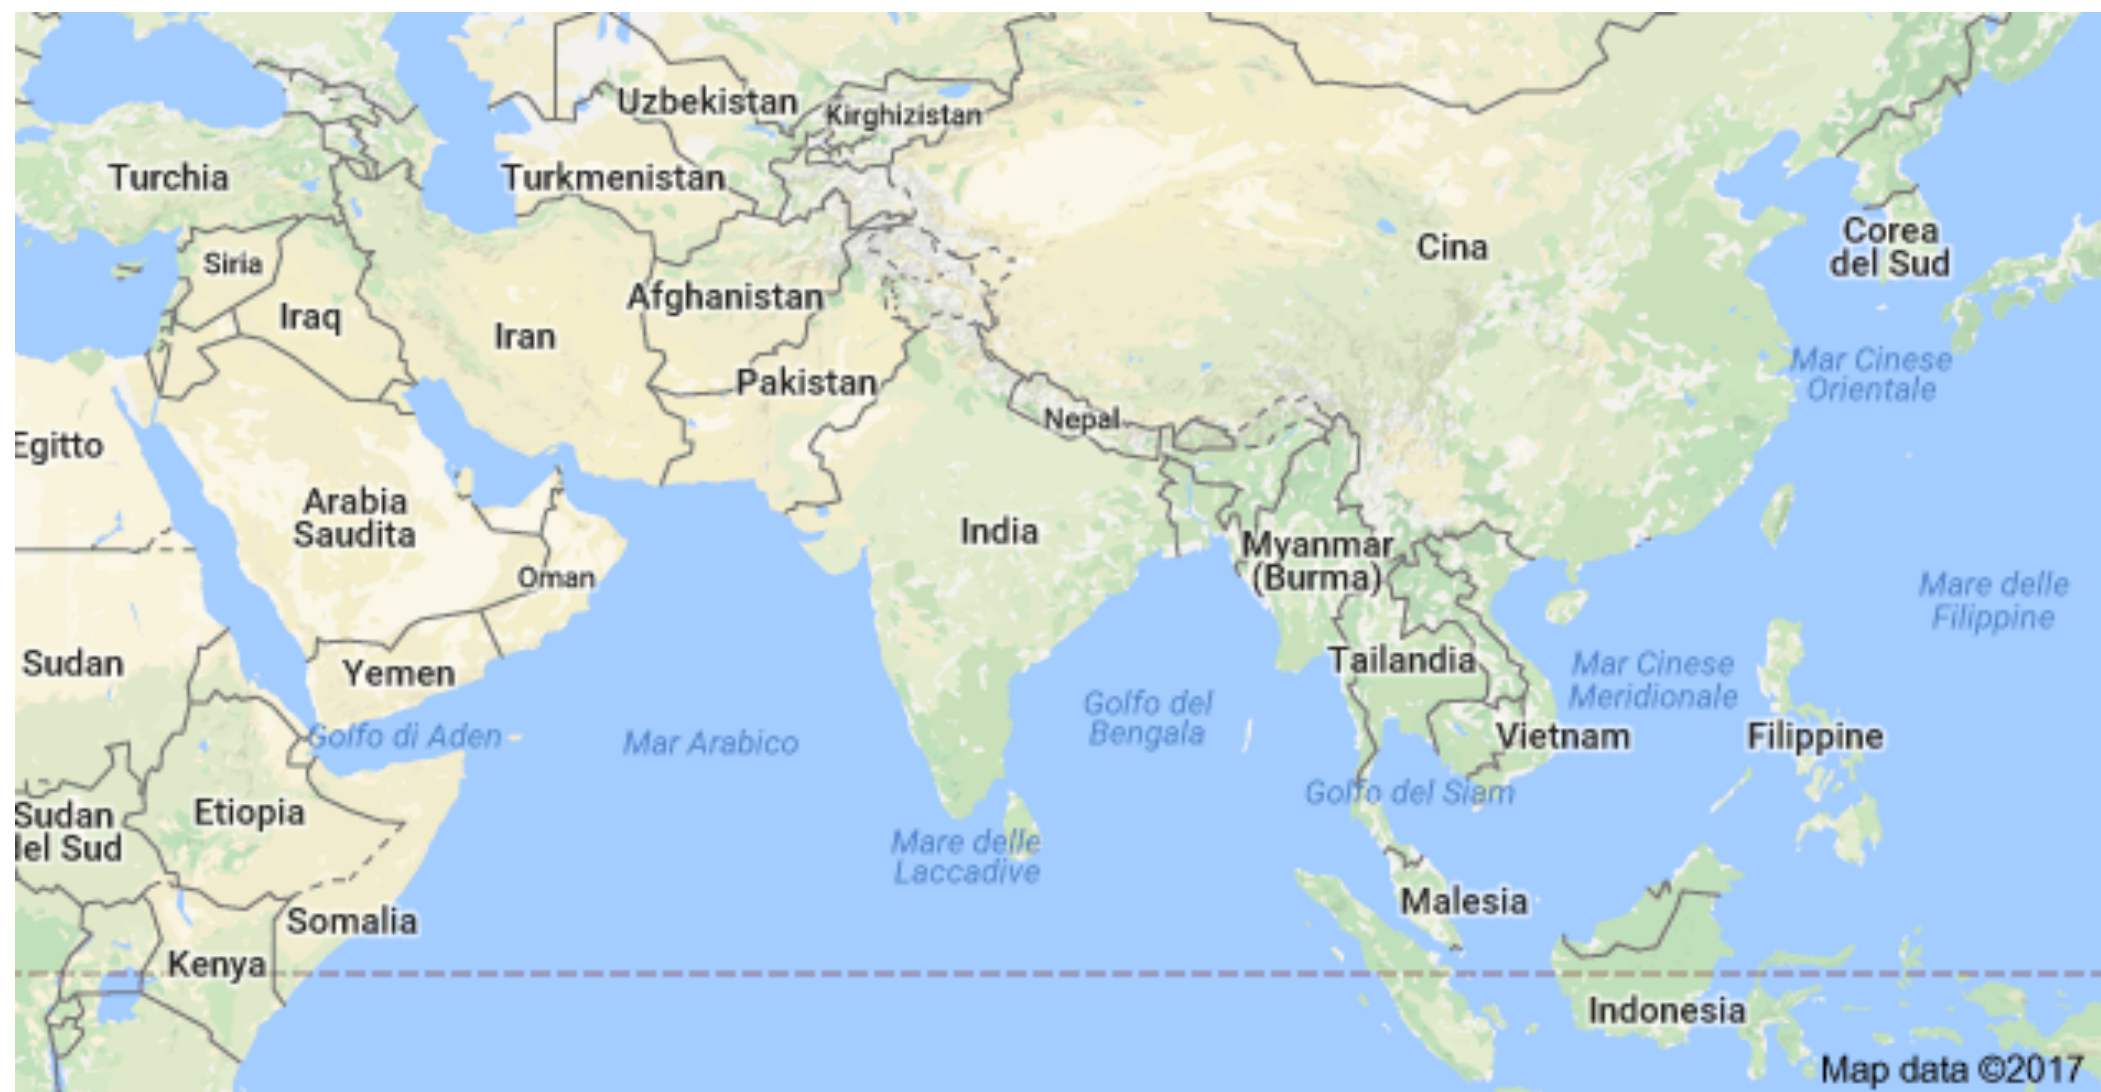 Uzbekistan
Kirghizistan
Turchia
Turkmenistan
Siria
Afghanistan
Cina
Corea
del Sud
Iraq
Iran
Pakistan
Mar Cinese
Orientale
Nepal
Egitto
Arabia
Saudita
India
Myanmar
(Burma)
Oman
Mare delle
Filippine
Sudan
Yemen
Tailandia
Mar Cinese
Meridionale
Golfo di Aden
Mar Arabico
Golfo del
Bengala
Vietnam
Filippine
Golfo del Siam
Sudan
del Sud
Etiopia
Mare delle
Laccadive
Malesia
Somalia
Kenya
Indonesia
Map data ©2017